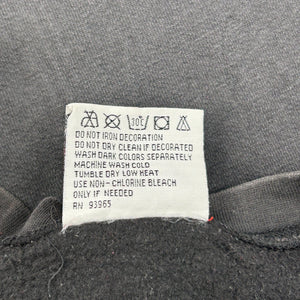 30°C
DO NOT IRON DECORATION
DO NOT DRY CLEAN IF DECORATED
WASH DARK COLORS SEPARATELY
MACHINE WASH COLD
TUMBLE DRY LOW HEAT
USE NON - CHLORINE BLEACH
ONLY IF NEEDED
RN 93965